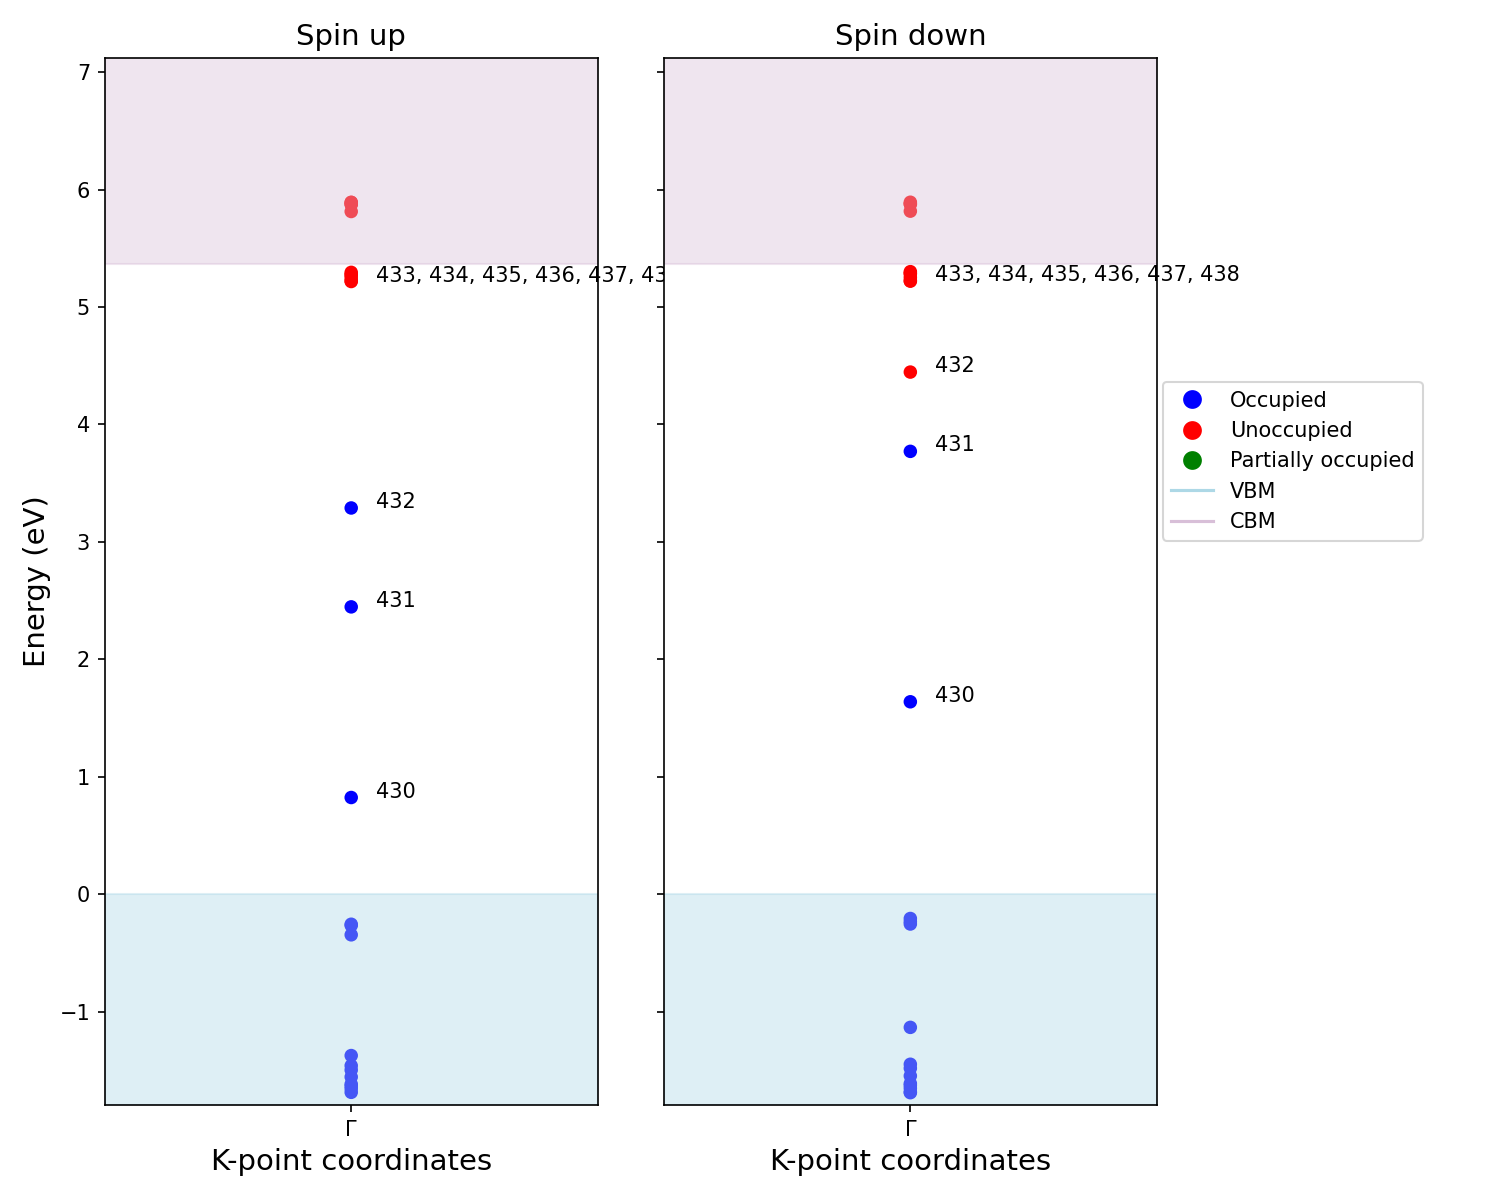 Spin up
Spin down
Energy (eV)
7
6
5
4
3
2
1
0
−1
433, 434, 435, 436, 437, 43
432
431
430
433, 434, 435, 436, 437, 438
432
431
430
Γ
Γ
K-point coordinates
K-point coordinates
Occupied
Unoccupied
Partially occupied
VBM
CBM